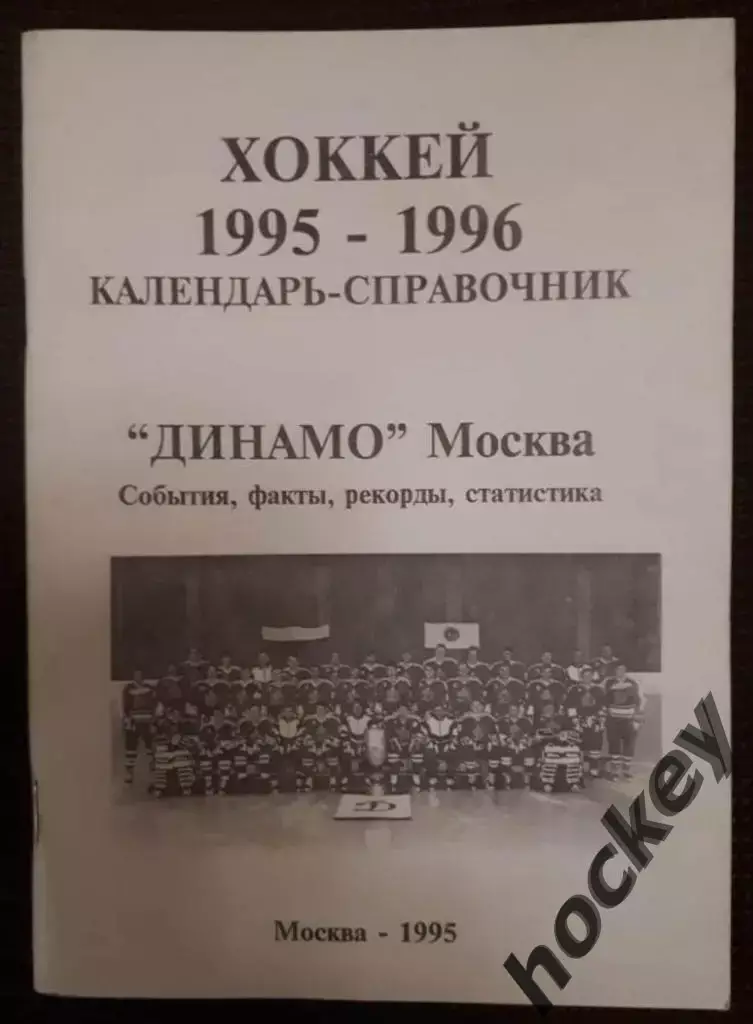 ХОККЕЙ
1995 - 1996
КАЛЕНДАРЬ-СПРАВОЧНИК
“ДИНАМО” Москва
События, факты, рекорды, статистика
Д
Москва - 1995
hockey